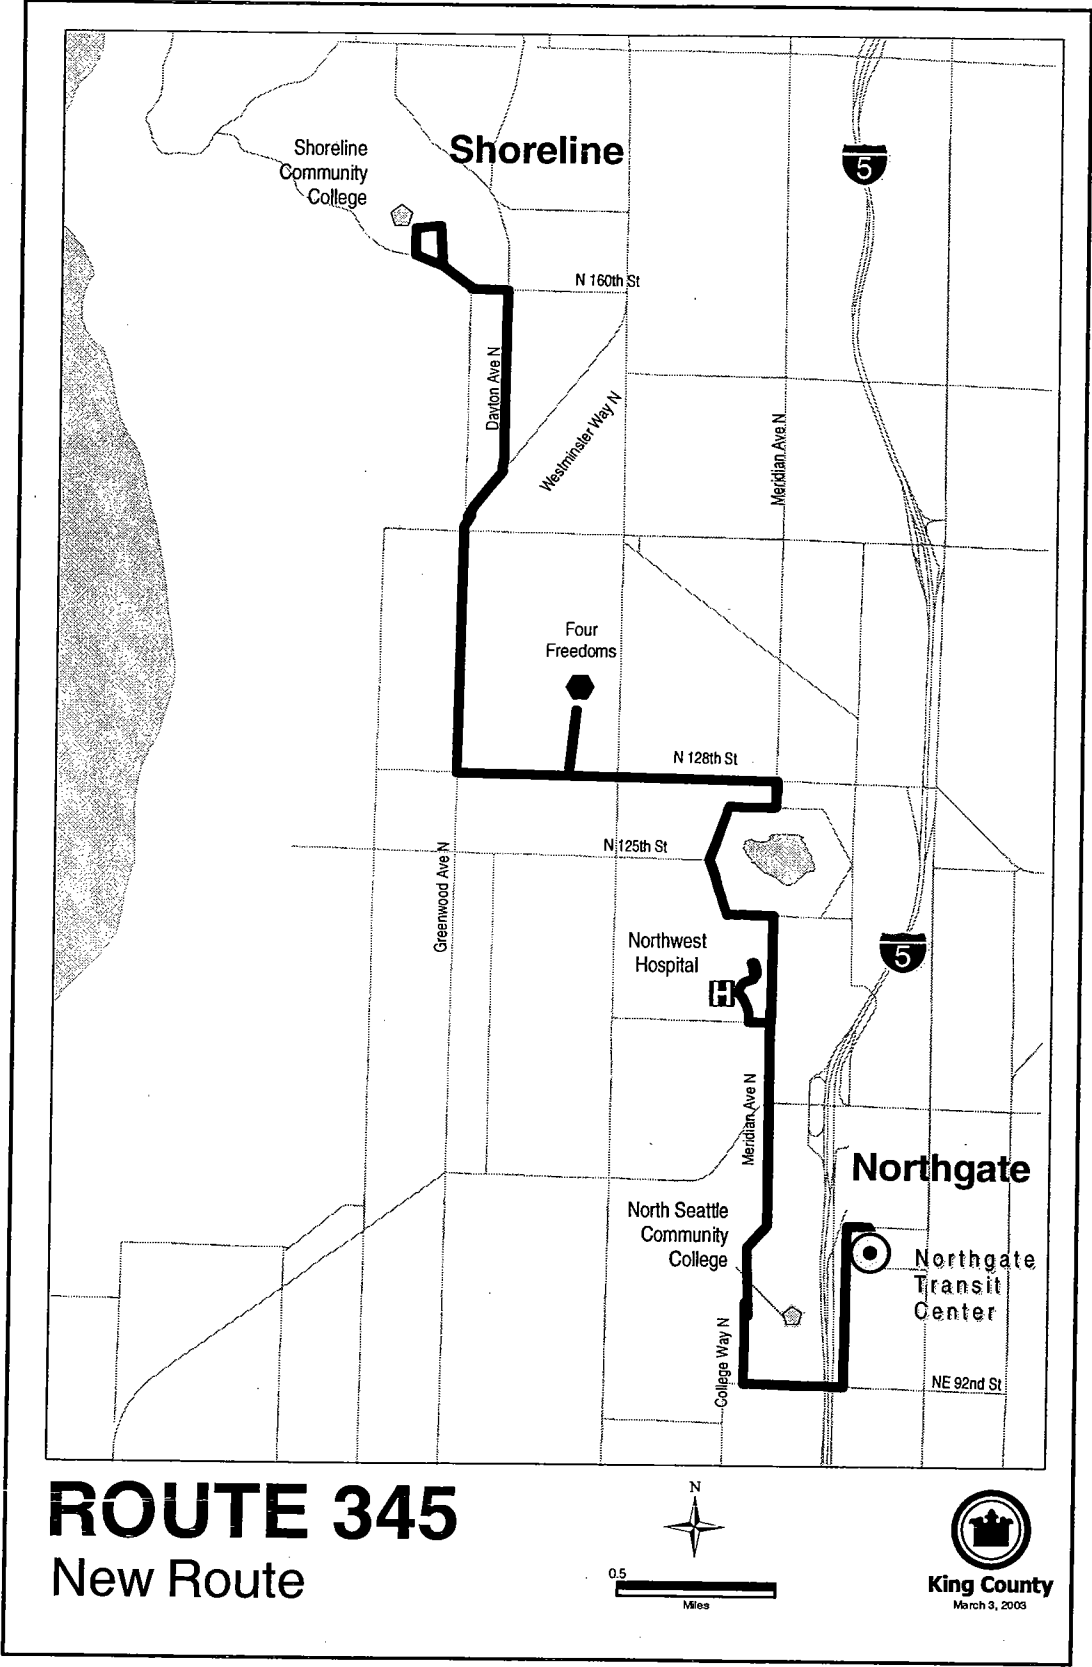 Shoreline
Community
College
Shoreline
5
N 160th St
Dayton Ave N
Westminster Way N
Meridian Ave N
Four
Freedoms
N 128th St
N 125th St
Greenwood Ave N
Northwest
Hospital
H
5
Meridian Ave N
Northgate
North Seattle
Community
College
Northgate
Transit
Center
College Way N
NE 92nd St
ROUTE 345
New Route
N
0.5
Miles
King County
March 3, 2003